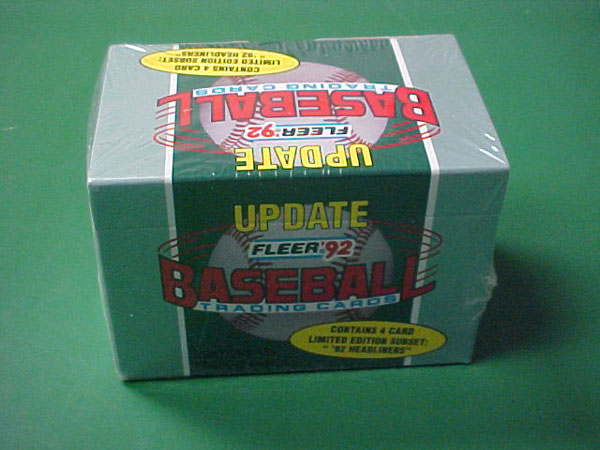 CONTAINS 4 CARD
LIMITED EDITION SUBSET:
" '92 HEADLINERS"
TRADING CARDS
BASEBALL
FLEER '92
UPDATE
UPDATE
FLEER '92
BASEBALL
TRADING CARDS
CONTAINS 4 CARD
LIMITED EDITION SUBSET:
" '92 HEADLINERS"